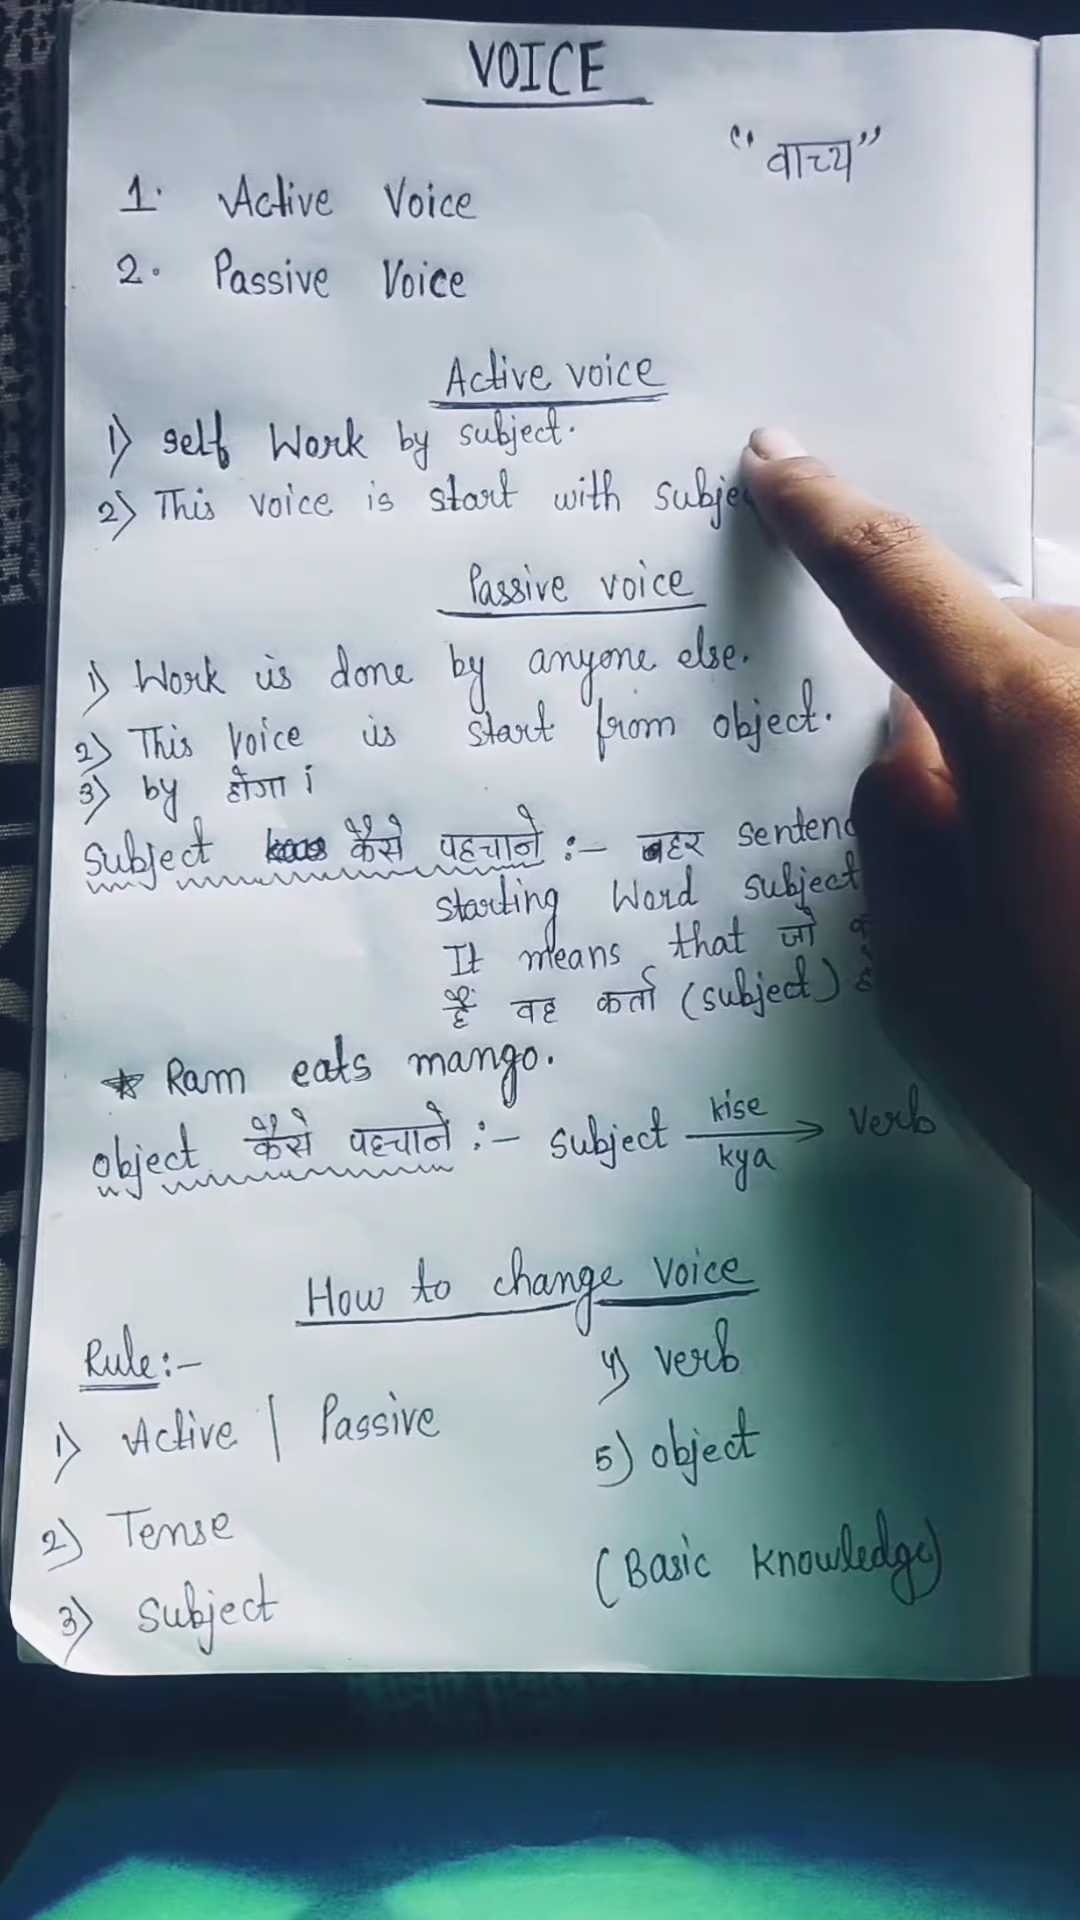 VOICE
"वाच्य"
1. Active Voice
2. Passive Voice
Active voice
1) self Work by subject.
2) This voice is start with
Passive voice
1) Work is done by anyone else.
2) This Voice is start from object.
3) by होगा।
Subject कैसे पहचाने :- हर
starting Word subject
It means that जो
हैं वह कर्ता (subject)
★ Ram eats mango.
object कैसे पहचाने :- subject kise kya → verb
How to change Voice
Rule:-
1) Active | Passive
2) Tense
3) Subject
4) verb
5) object
(Basic Knowledge)